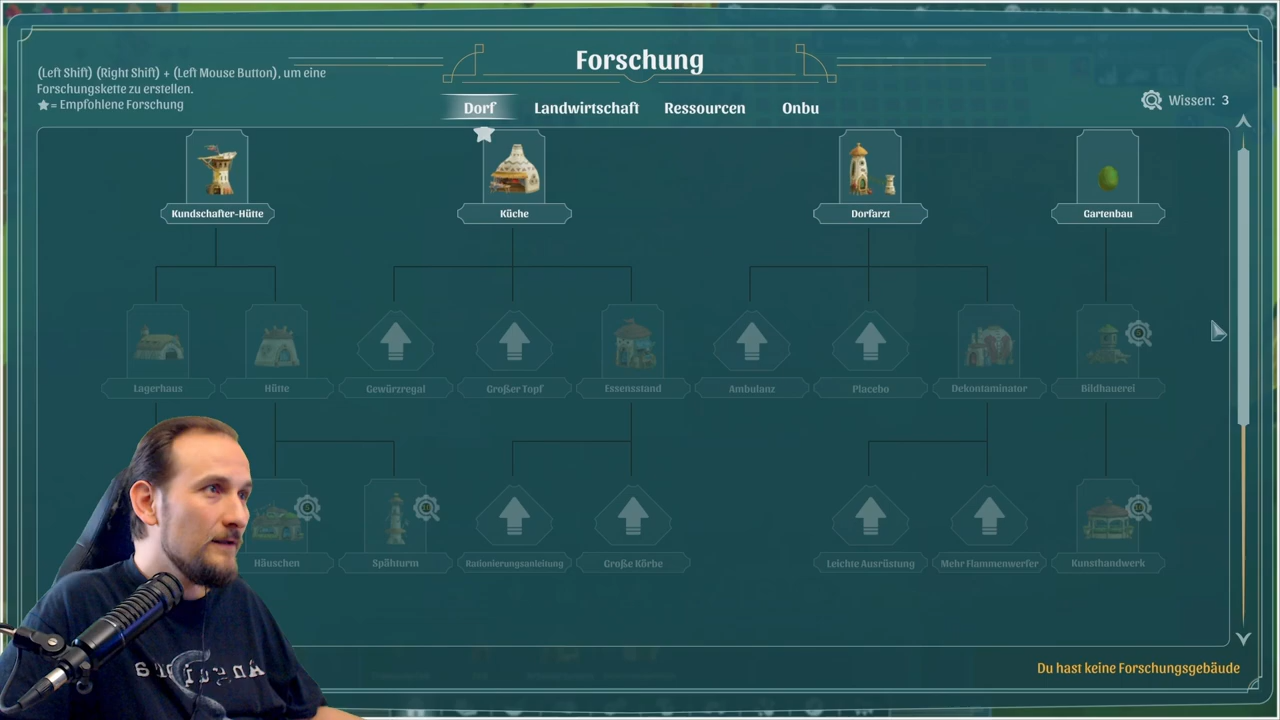 Forschung
(Left Shift) (Right Shift) + (Left Mouse Button), um eine
Forschungskette zu erstellen.
= Empfohlene Forschung
Dorf Landwirtschaft Ressourcen Onbu
Wissen: 3
Kundschafter-Hütte Küche Dorfarzt Gartenbau
Lagerhaus Hütte Gewürzregal Großer Topf Essensstand Ambulanz Placebo Dekontaminator Bildhauerei
Häuschen Spähturm Rationierungsanleitung Große Körbe Leichte Ausrüstung Mehr Flammenwerfer Kunsthandwerk
Du hast keine Forschungsgebäude